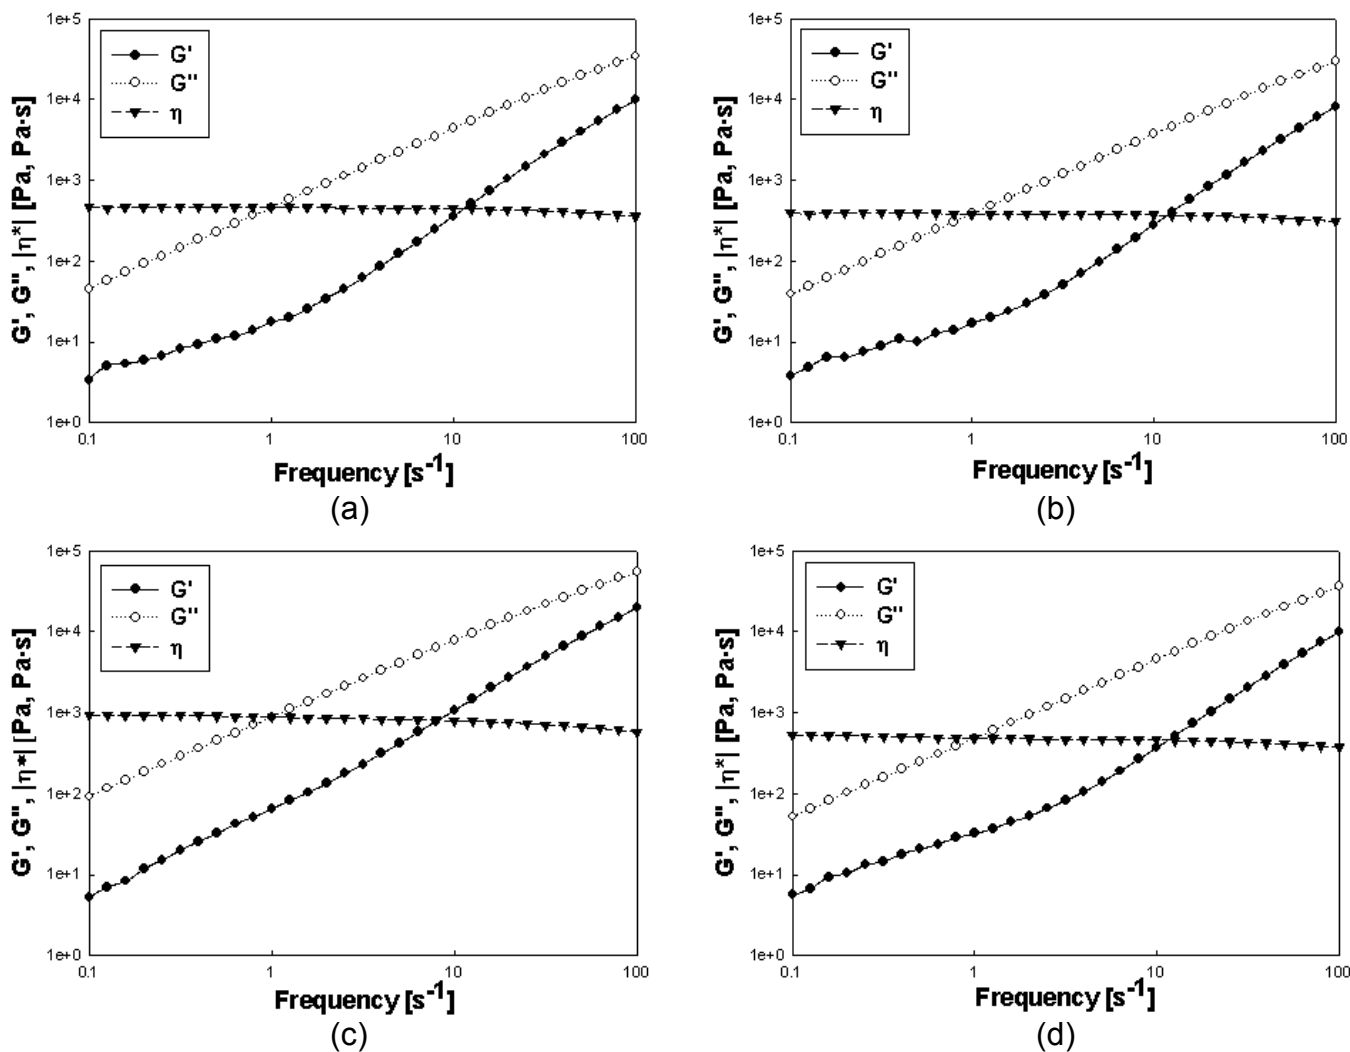 1e+5
1e+4
1e+3
1e+2
1e+1
1e+0
G', G", |η*| [Pa, Pa·s]
G'
G"
η
0.1 1 10 100
Frequency [s⁻¹]
(a)
1e+5
1e+4
1e+3
1e+2
1e+1
1e+0
G', G", |η*| [Pa, Pa·s]
G'
G"
η
0.1 1 10 100
Frequency [s⁻¹]
(b)
1e+5
1e+4
1e+3
1e+2
1e+1
1e+0
G', G", |η*| [Pa, Pa·s]
G'
G"
η
0.1 1 10 100
Frequency [s⁻¹]
(c)
1e+5
1e+4
1e+3
1e+2
1e+1
1e+0
G', G", |η*| [Pa, Pa·s]
G'
G"
η
0.1 1 10 100
Frequency [s⁻¹]
(d)